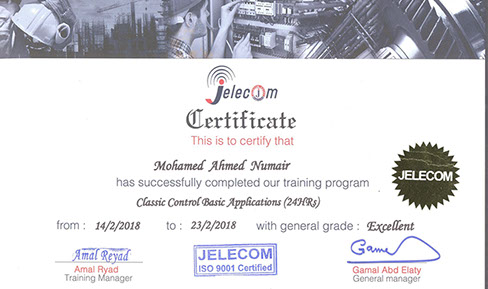 Jelecom
Certificate
This is to certify that
Mohamed Ahmed Numair
has successfully completed our training program
Classic Control Basic Applications (24HRs)
from : 14/2/2018 to : 23/2/2018 with general grade : Excellent
JELECOM
Amal Reyad
Amal Ryad
Training Manager
JELECOM
ISO 9001 Certified
Gamal Abd Elaty
General manager